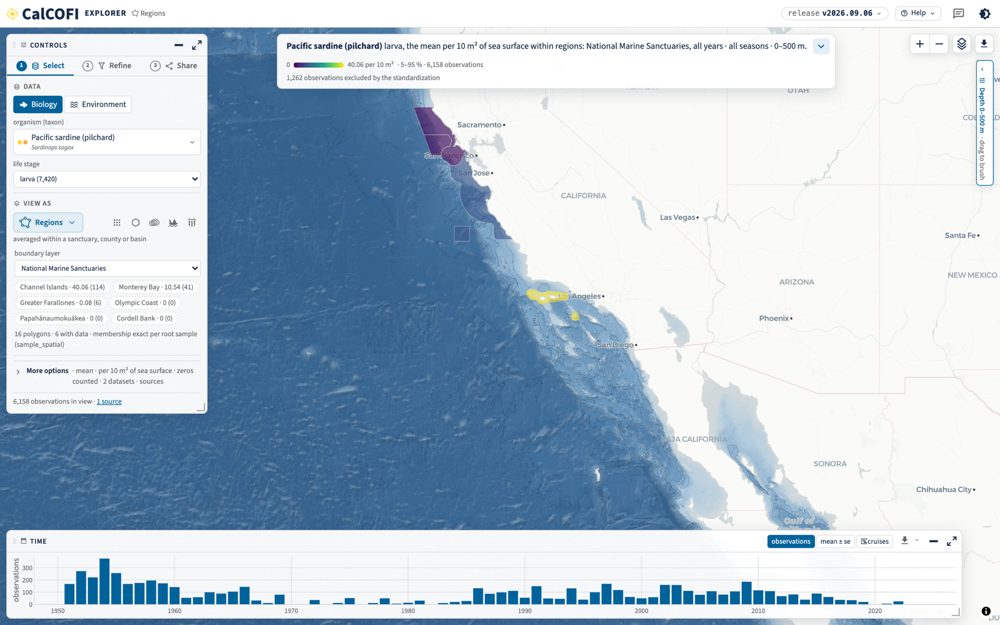 CalCOFI EXPLORER Regions
release v2026.09.06
Help
CONTROLS
1 Select
2 Refine
3 Share
DATA
Biology
Environment
organism (taxon)
Pacific sardine (pilchard)
Sardinops sagax
life stage
larva (7,420)
VIEW AS
Regions
averaged within a sanctuary, county or basin
boundary layer
National Marine Sanctuaries
Channel Islands · 40.06 (114)
Monterey Bay · 10.54 (41)
Greater Farallones · 0.08 (6)
Olympic Coast · 0 (0)
Papahānaumokuākea · 0 (0)
Cordell Bank · 0 (0)
16 polygons · 6 with data · membership exact per root sample
(sample_spatial)
More options · mean · per 10 m² of sea surface · zeros
counted · 2 datasets · sources
6,158 observations in view · 1 source
Pacific sardine (pilchard) larva, the mean per 10 m² of sea surface within regions: National Marine Sanctuaries, all years · all seasons · 0–500 m.
0
40.06 per 10 m² · 5–95 % · 6,158 observations
1,262 observations excluded by the standardization
Depth 0–500 m · drag to brush
NEVADA
UTAH
Sacramento
San Francisco
San Jose
CALIFORNIA
Las Vegas
Santa Fe
NEW MEXICO
ARIZONA
Los Angeles
Phoenix
San Diego
BAJA CALIFORNIA
SONORA
Chihuahua City
Gulf of
California
TIME
observations
mean ± se
cruises
observations
300
200
100
0
1950
1960
1970
1980
1990
2000
2010
2020